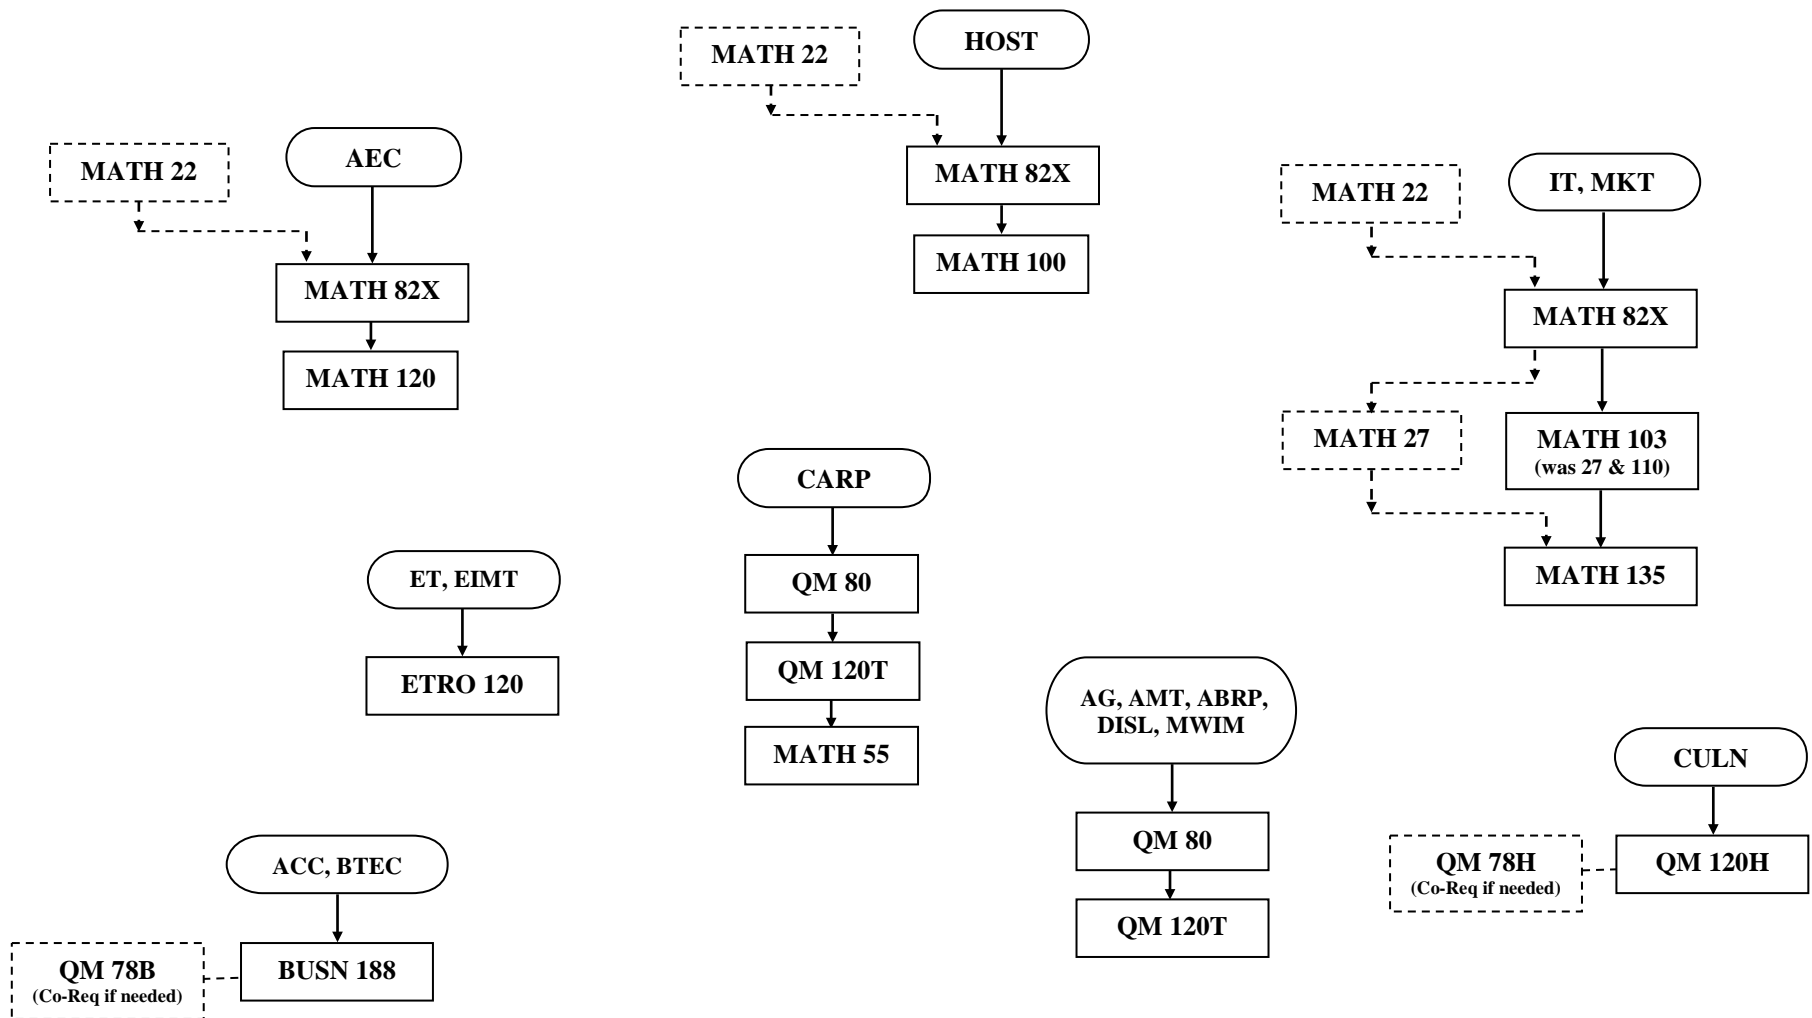 MATH 22
HOST
MATH 82X
MATH 100
MATH 22
AEC
MATH 82X
MATH 120
MATH 22
IT, MKT
MATH 82X
MATH 27
MATH 103
(was 27 & 110)
MATH 135
CARP
QM 80
QM 120T
MATH 55
ET, EIMT
ETRO 120
AG, AMT, ABRP,
DISL, MWIM
QM 80
QM 120T
CULN
QM 78H
(Co-Req if needed)
QM 120H
ACC, BTEC
QM 78B
(Co-Req if needed)
BUSN 188